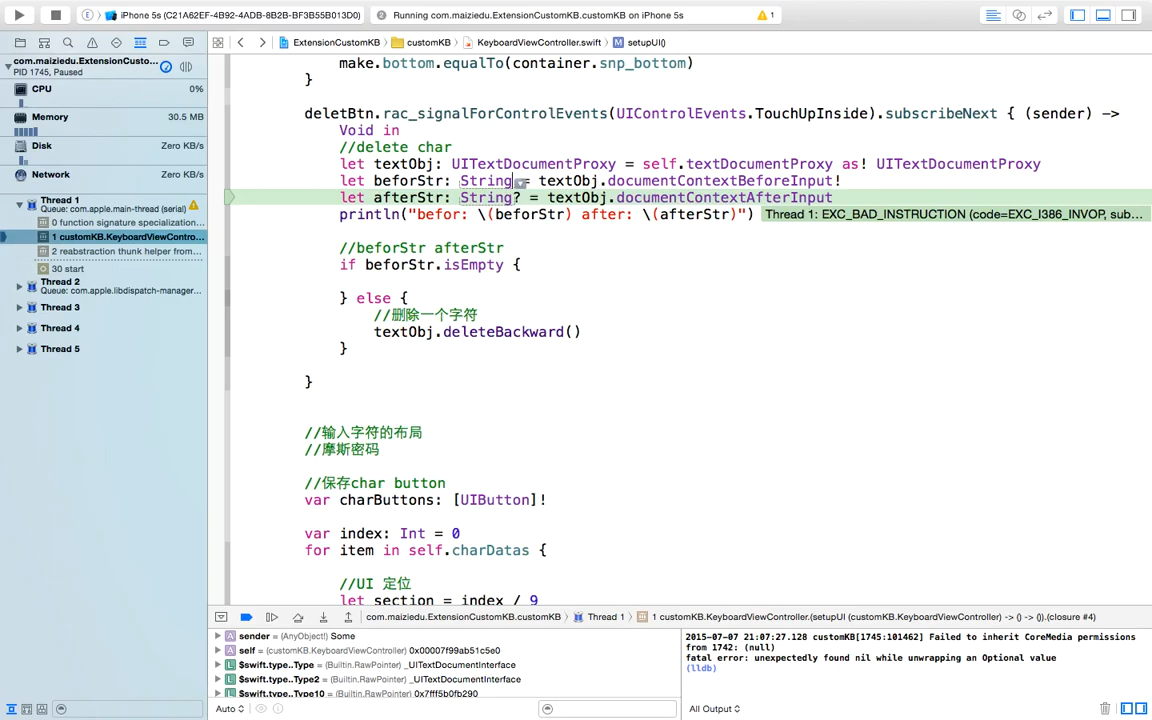 iPhone 5s (C21A62EF-4B92-4ADB-8B2B-BF3B55B013D0)
Running com.maiziedu.ExtensionCustomKB.customKB on iPhone 5s
1
ExtensionCustomKB
customKB
KeyboardViewController.swift
M setupUI()
com.maiziedu.ExtensionCusto...
PID 1745, Paused
CPU 0%
Memory 30.5 MB
Disk Zero KB/s
Network Zero KB/s
Thread 1
Queue: com.apple.main-thread (serial)
0 function signature specialization...
1 customKB.KeyboardViewContro...
2 reabstraction thunk helper from...
30 start
Thread 2
Queue: com.apple.libdispatch-manager...
Thread 3
Thread 4
Thread 5
make.bottom.equalTo(container.snp_bottom)
}
deletBtn.rac_signalForControlEvents(UIControlEvents.TouchUpInside).subscribeNext { (sender) ->
Void in
//delete char
let textObj: UITextDocumentProxy = self.textDocumentProxy as! UITextDocumentProxy
let beforStr: String = textObj.documentContextBeforeInput!
let afterStr: String? = textObj.documentContextAfterInput
println("befor: \(beforStr) after: \(afterStr)")
Thread 1: EXC_BAD_INSTRUCTION (code=EXC_I386_INVOP, sub...
//beforStr afterStr
if beforStr.isEmpty {
} else {
//删除一个字符
textObj.deleteBackward()
}
}
//输入字符的布局
//摩斯密码
//保存char button
var charButtons: [UIButton]!
var index: Int = 0
for item in self.charDatas {
//UI 定位
let section = index / 9
com.maiziedu.ExtensionCustomKB.customKB
Thread 1
1 customKB.KeyboardViewController.(setupUI (customKB.KeyboardViewController) -> () -> ()).(closure #4)
A sender = (AnyObject!) Some
A self = (customKB.KeyboardViewController) 0x00007f99ab51c5e0
L $swift.type..Type = (Builtin.RawPointer) _UITextDocumentInterface
L $swift.type..Type2 = (Builtin.RawPointer) _UITextDocumentInterface
L $swift.type..Type10 = (Builtin.RawPointer) 0x7fff5b0fb290
2015-07-07 21:07:27.128 customKB[1745:101462] Failed to inherit CoreMedia permissions
from 1742: (null)
fatal error: unexpectedly found nil while unwrapping an Optional value
(lldb)
Auto
All Output